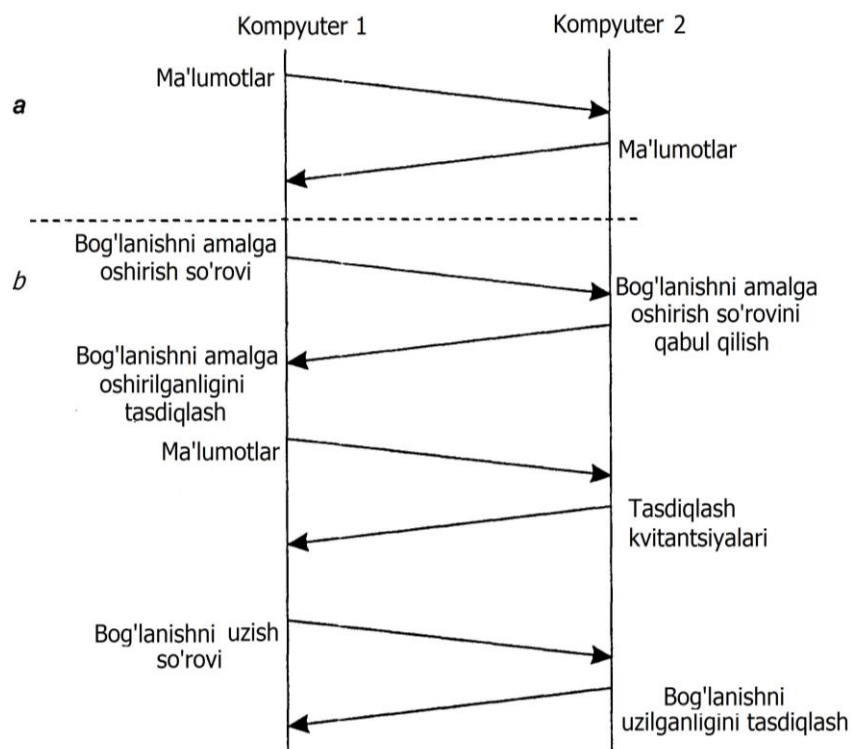 Kompyuter 1
Kompyuter 2
a
Ma'lumotlar
Ma'lumotlar
b
Bog'lanishni amalga
oshirish so'rovi
Bog'lanishni amalga
oshirish so'rovini
qabul qilish
Bog'lanishni amalga
oshirilganligini
tasdiqlash
Ma'lumotlar
Tasdiqlash
kvitantsiyalari
Bog'lanishni uzish
so'rovi
Bog'lanishni
uzilganligini tasdiqlash